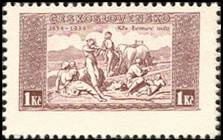 ČESKOSLOVENSKO
1834-1934
Kde domov můj
1 Kč 1 Kč